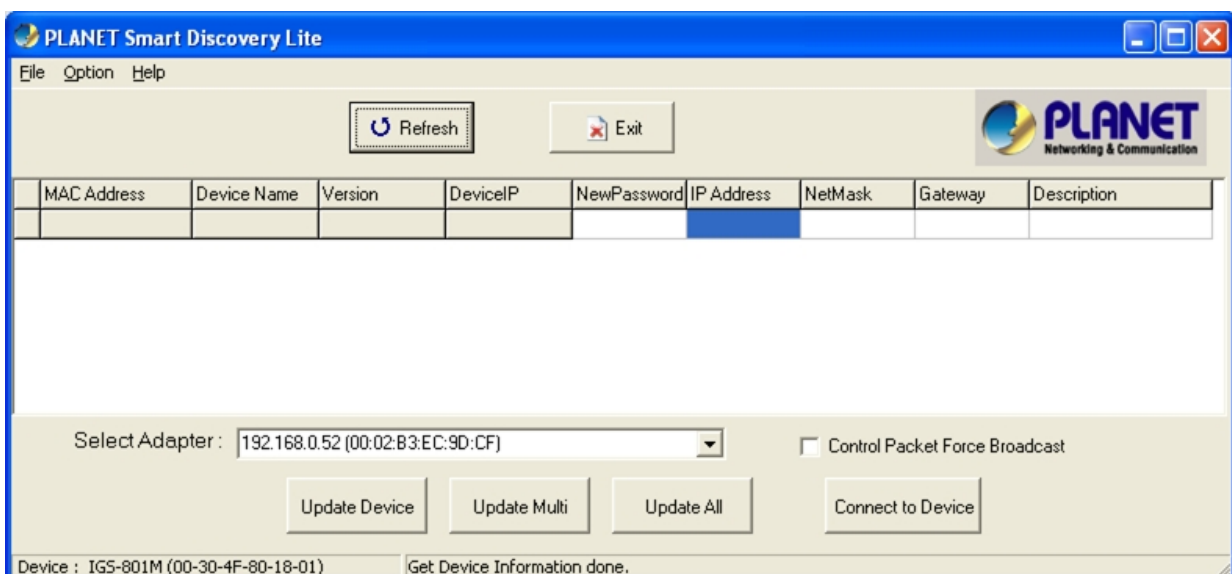 PLANET Smart Discovery Lite
File Option Help
Refresh Exit
PLANET
Networking & Communication
MAC Address Device Name Version DeviceIP NewPassword IP Address NetMask Gateway Description
Select Adapter : 192.168.0.52 (00:02:B3:EC:9D:CF) Control Packet Force Broadcast
Update Device Update Multi Update All Connect to Device
Device : IGS-801M (00-30-4F-80-18-01) Get Device Information done.